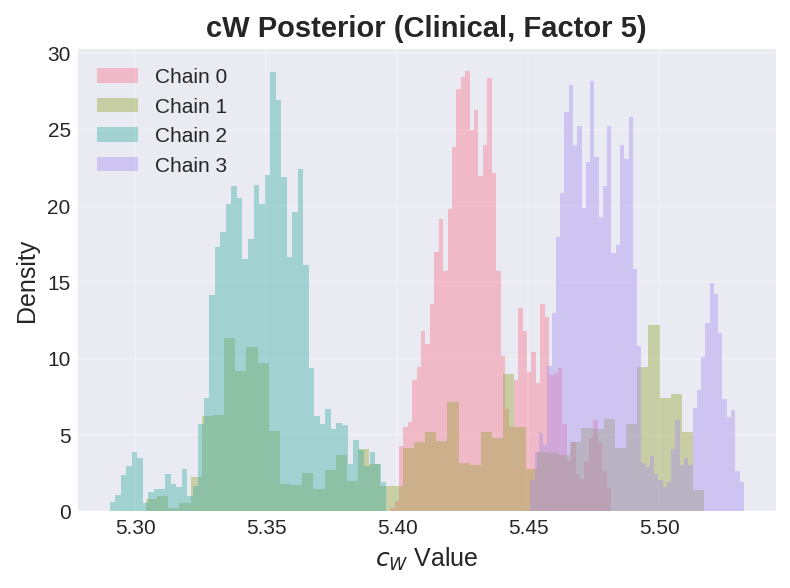 cW Posterior (Clinical, Factor 5)
Chain 0
Chain 1
Chain 2
Chain 3
Density
30
25
20
15
10
5
0
5.30 5.35 5.40 5.45 5.50
c_W Value